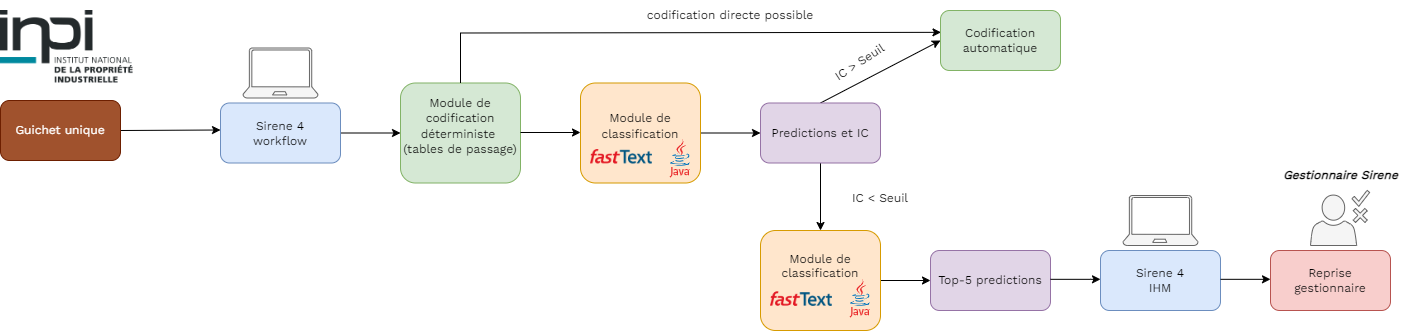 inpi
INSTITUT NATIONAL
DE LA PROPRIÉTÉ
INDUSTRIELLE
Guichet unique
Sirene 4
workflow
Module de
codification
déterministe
(tables de passage)
codification directe possible
Module de
classification
fastText
Java
Predictions et IC
IC > Seuil
Codification
automatique
IC < Seuil
Module de
classification
fastText
Java
Top-5 predictions
Sirene 4
IHM
Gestionnaire Sirene
Reprise
gestionnaire